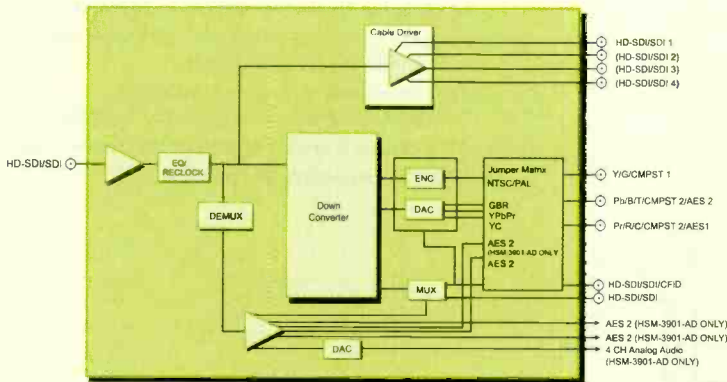 Cable Driver
HD-SDI/SDI 1
(HD-SDI/SDI 2)
(HD-SDI/SDI 3)
(HD-SDI/SDI 4)
HD-SDI/SDI
EQ/
RECLOCK
DEMUX
Down
Converter
ENC
DAC
Jumper Matrix
NTSC/PAL
GBR
YPbPr
YC
AES 2
(HSM-3901-AD ONLY
AES 2
Y/G/CMPST 1
Pb/B/T/CMPST 2/AES 2
Pr/R/C/CMPST 2/AES1
MUX
HD-SDI/SDI/CFID
HD-SDI/SDI
AES 2 (HSM-3901-AD ONLY)
AES 2 (HSM-3901-AD ONLY)
DAC
4 CH Analog Audio
(HSM-3901-AD ONLY)